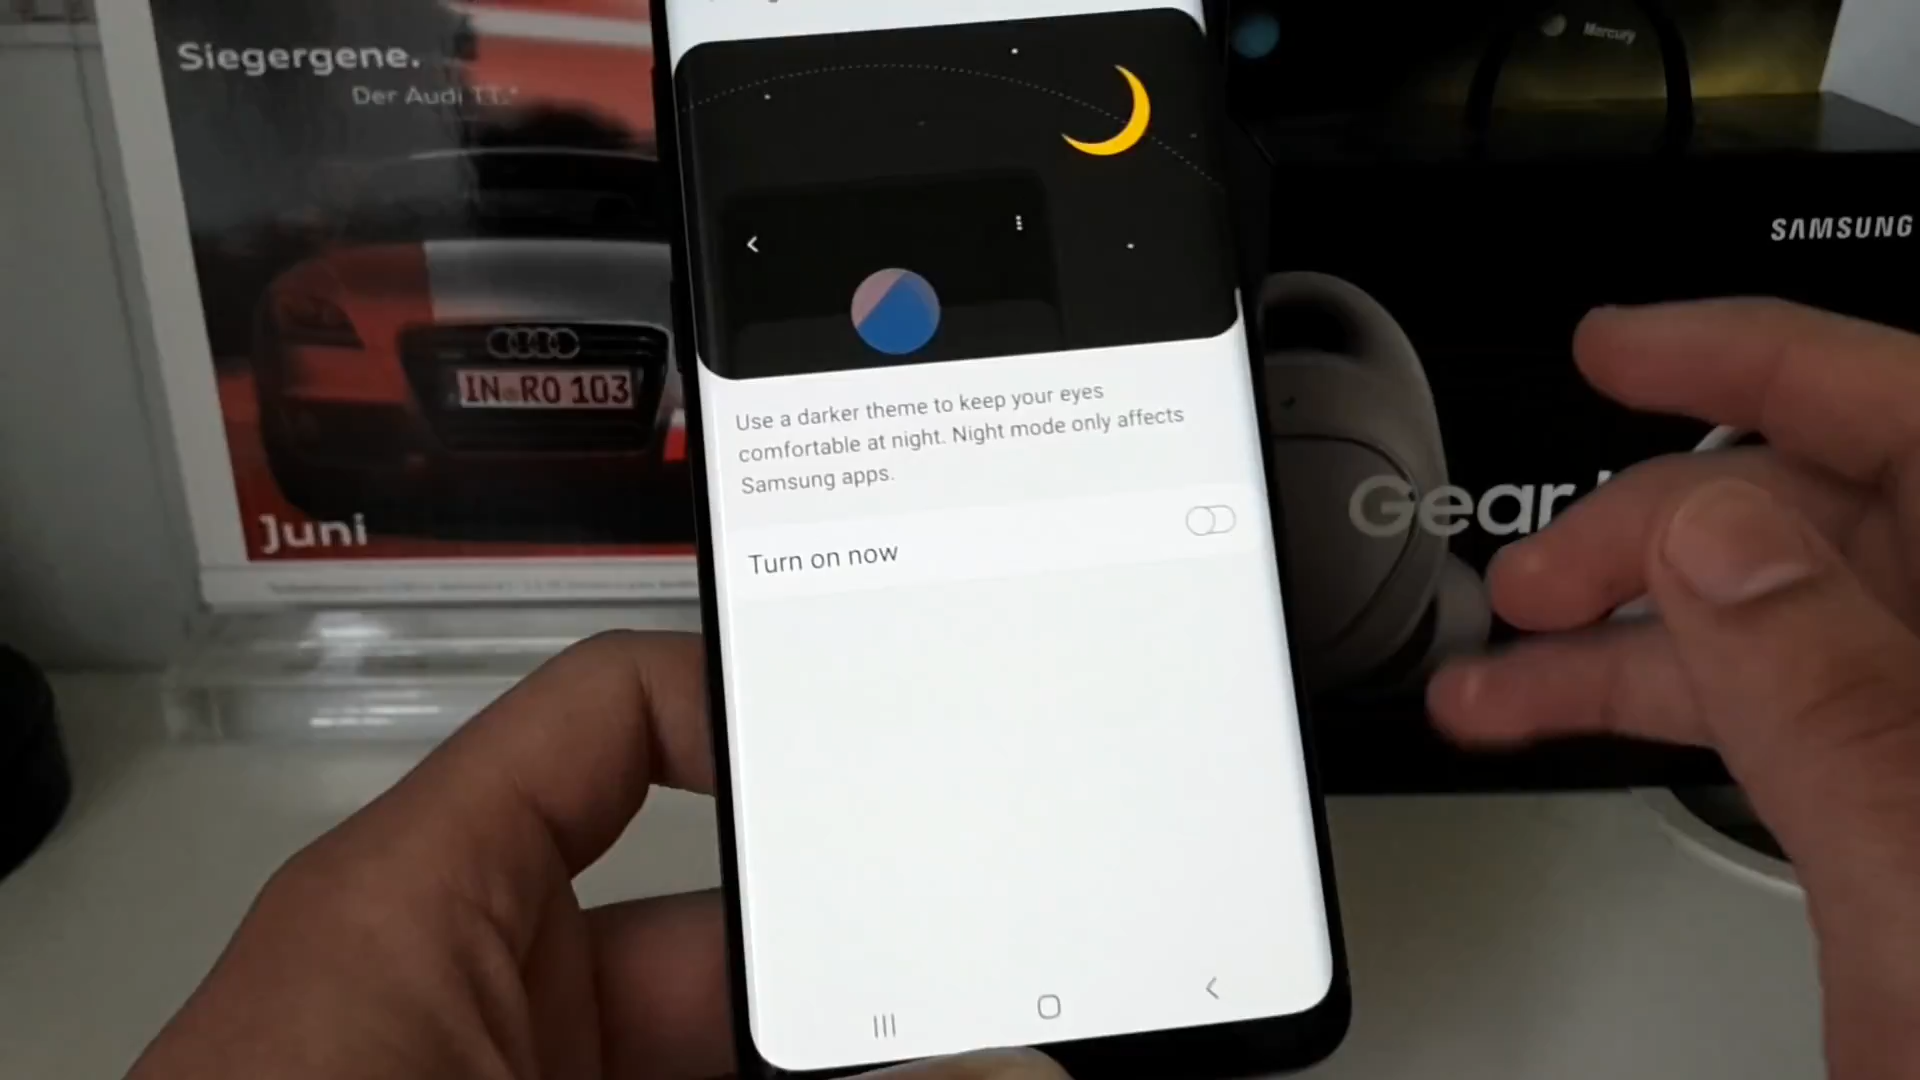 Siegergene.
Der Audi TT.*
IN RO 103
Juni
Mercury
SAMSUNG
Gear
Use a darker theme to keep your eyes
comfortable at night. Night mode only affects
Samsung apps.
Turn on now